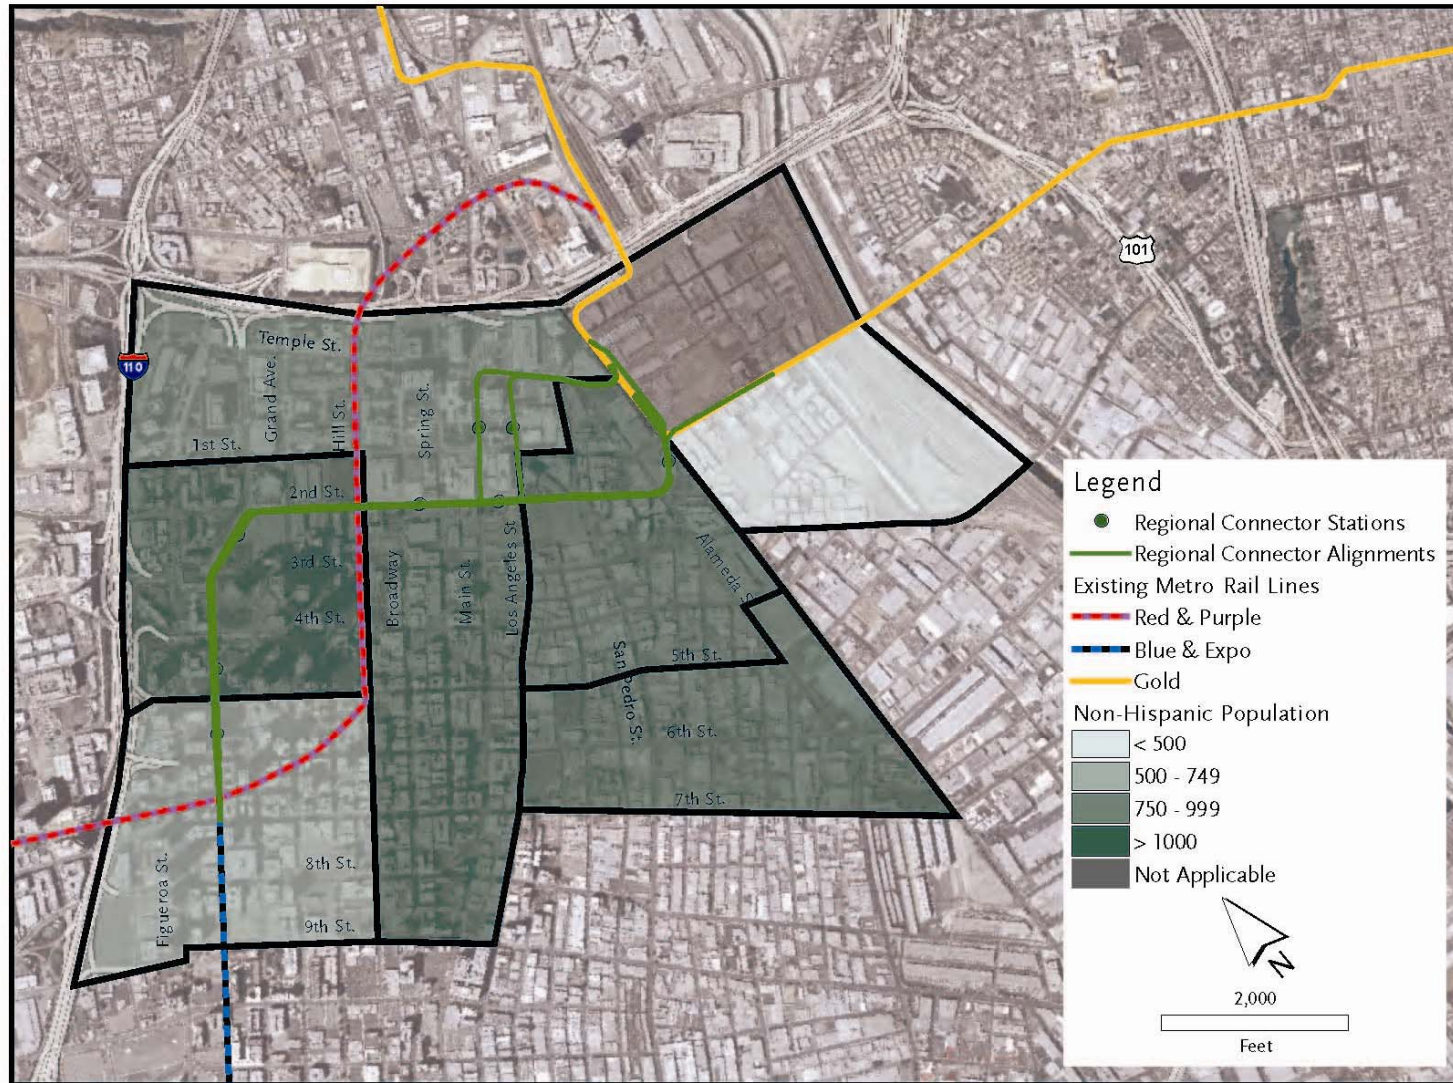 101
Temple St.
110
Grand Ave.
Hill St.
Spring St.
1st St.
2nd St.
3rd St.
4th St.
Broadway
Main St.
Los Angeles St
Alameda S
San Pedro St.
5th St.
6th St.
7th St.
8th St.
9th St.
Figueroa St.
Legend
Regional Connector Stations
Regional Connector Alignments
Existing Metro Rail Lines
Red & Purple
Blue & Expo
Gold
Non-Hispanic Population
< 500
500 - 749
750 - 999
> 1000
Not Applicable
N
2,000
Feet